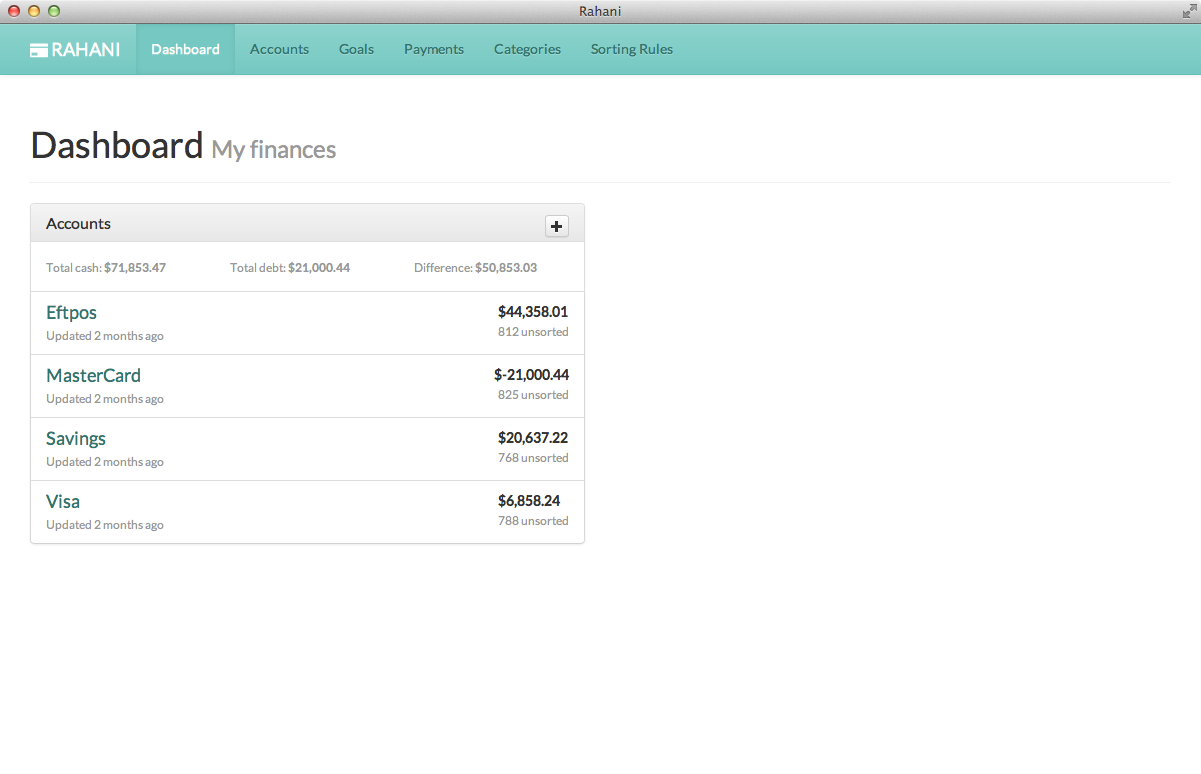 Rahani
RAHANI Dashboard Accounts Goals Payments Categories Sorting Rules
Dashboard My finances
Accounts
Total cash: $71,853.47 Total debt: $21,000.44 Difference: $50,853.03
Eftpos $44,358.01
Updated 2 months ago 812 unsorted
MasterCard $-21,000.44
Updated 2 months ago 825 unsorted
Savings $20,637.22
Updated 2 months ago 768 unsorted
Visa $6,858.24
Updated 2 months ago 788 unsorted